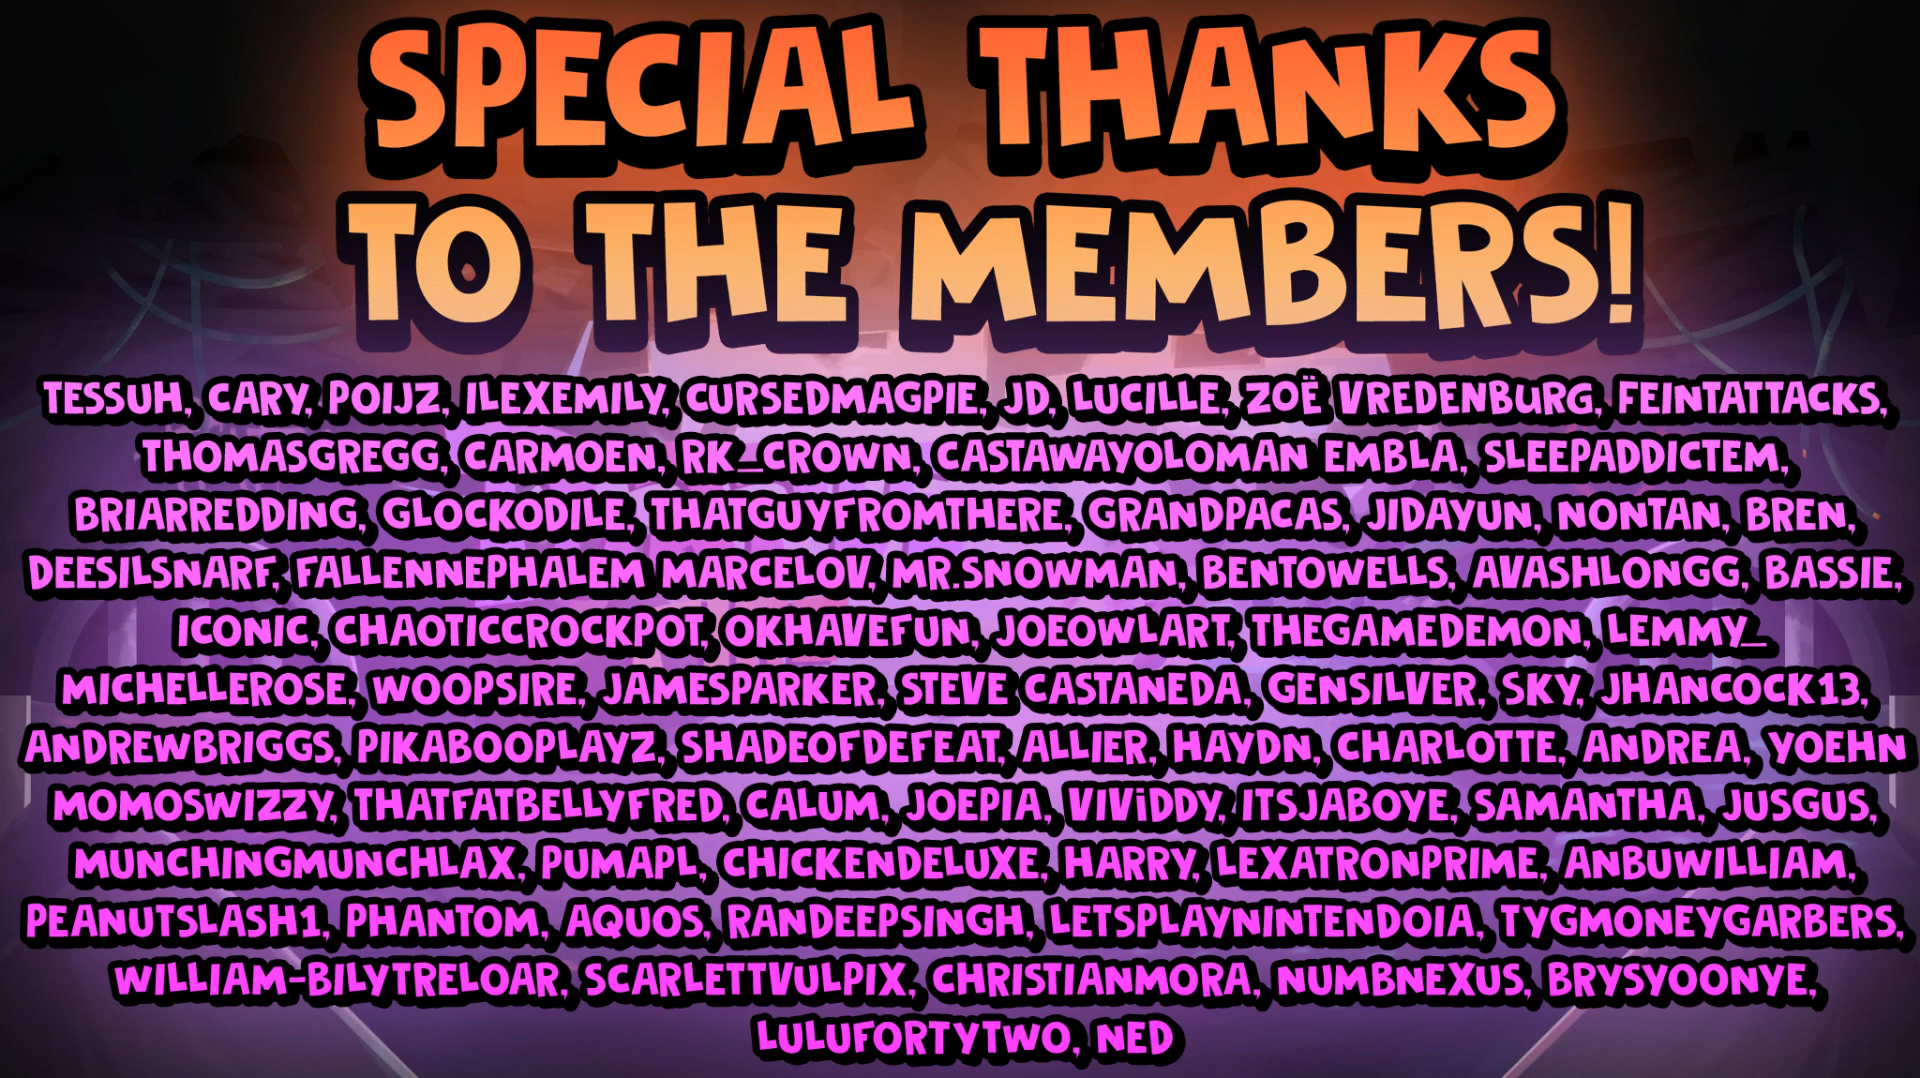 SPECIAL THANKS
TO THE MEMBERS!
TESSUH, CARY, POIJZ, ILEXEMILY, CURSEDMAGPIE, JD, LUCILLE, ZOË VREDENBURG, FEINTATTACKS,
THOMASGREGG, CARMOEN, RK_CROWN, CASTAWAYOLOMAN EMBLA, SLEEPADDICTEM,
BRIARREDDING, GLOCKODILE, THATGUYFROMTHERE, GRANDPACAS, JIDAYUN, NONTAN, BREN,
DEESILSNARF, FALLENNEPHALEM MARCELOV, MR.SNOWMAN, BENTOWELLS, AVASHLONGG, BASSIE,
ICONIC, CHAOTICCROCKPOT, OKHAVEFUN, JOEOWLART, THEGAMEDEMON, LEMMY_
MICHELLEROSE, WOOPSIRE, JAMESPARKER, STEVE CASTANEDA, GENSILVER, SKY, JHANCOCK13,
ANDREWBRIGGS, PIKABOOPLAYZ, SHADEOFDEFEAT, ALLIER, HAYDN, CHARLOTTE, ANDREA, YOEHN
MOMOSWIZZY, THATFATBELLYFRED, CALUM, JOEPIA, VIVIDDY, ITSJABOYE, SAMANTHA, JUSGUS,
MUNCHINGMUNCHLAX, PUMAPL, CHICKENDELUXE, HARRY, LEXATRONPRIME, ANBUWILLIAM,
PEANUTSLASH1, PHANTOM, AQUOS, RANDEEPSINGH, LETSPLAYNINTENDOIA, TYGMONEYGARBERS,
WILLIAM-BILYTRELOAR, SCARLETTVULPIX, CHRISTIANMORA, NUMBNEXUS, BRYSYOONYE,
LULUFORTYTWO, NED